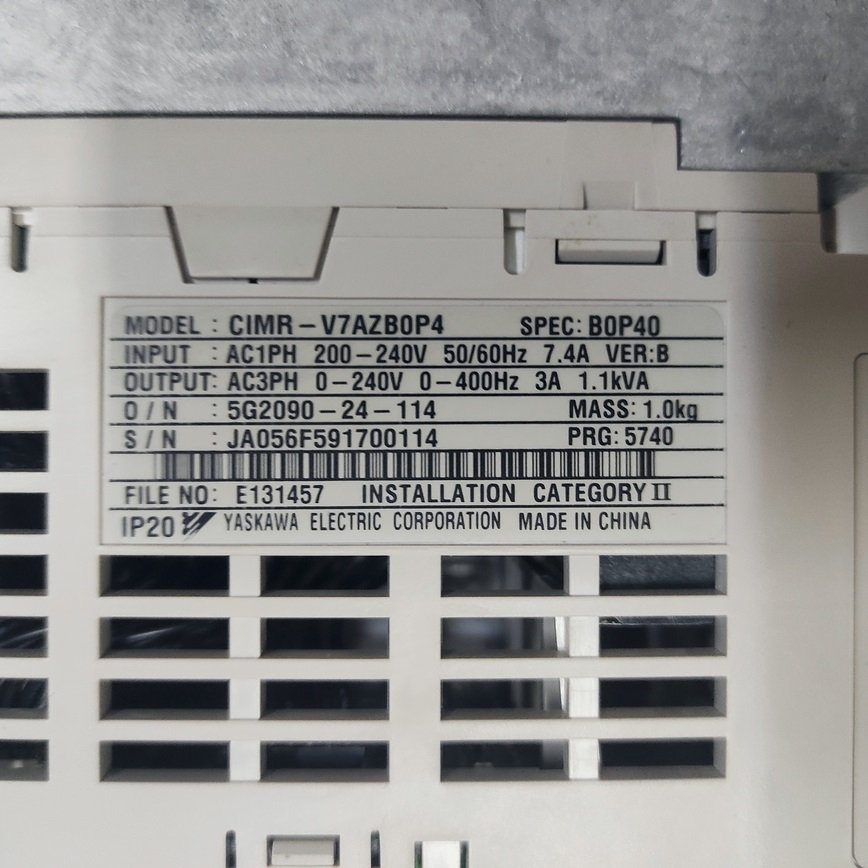 MODEL : CIMR-V7AZB0P4 SPEC: B0P40
INPUT : AC1PH 200-240V 50/60Hz 7.4A VER:B
OUTPUT: AC3PH 0-240V 0-400Hz 3A 1.1kVA
O / N : 5G2090-24-114 MASS: 1.0kg
S / N : JA056F591700114 PRG: 5740
FILE NO: E131457 INSTALLATION CATEGORY II
IP20 YASKAWA ELECTRIC CORPORATION MADE IN CHINA